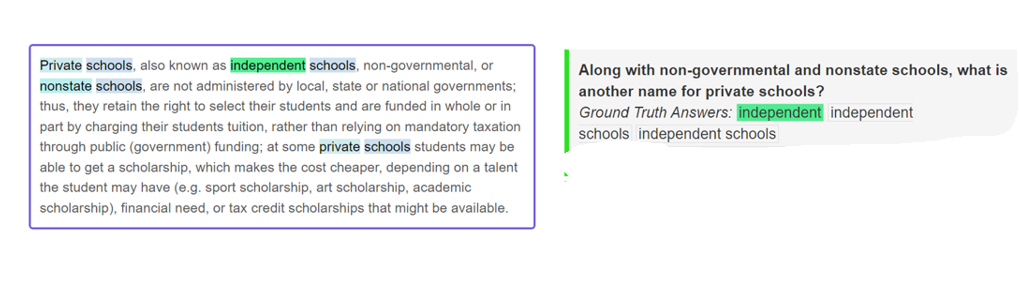 Private schools, also known as independent schools, non-governmental, or
nonstate schools, are not administered by local, state or national governments;
thus, they retain the right to select their students and are funded in whole or in
part by charging their students tuition, rather than relying on mandatory taxation
through public (government) funding; at some private schools students may be
able to get a scholarship, which makes the cost cheaper, depending on a talent
the student may have (e.g. sport scholarship, art scholarship, academic
scholarship), financial need, or tax credit scholarships that might be available.
Along with non-governmental and nonstate schools, what is
another name for private schools?
Ground Truth Answers: independent independent
schools independent schools